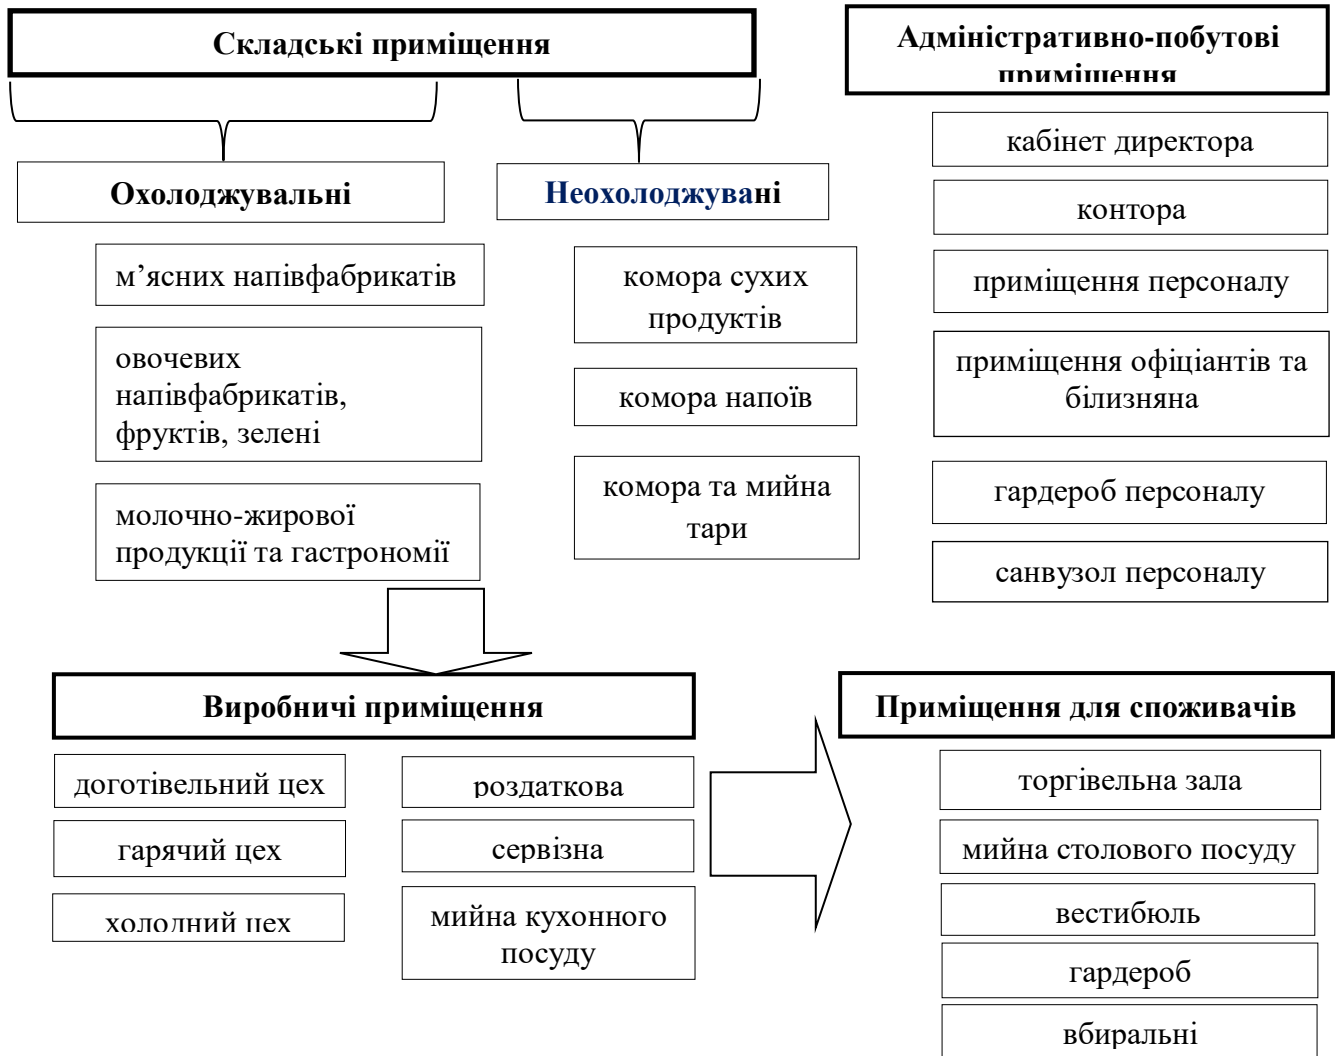 Складські приміщення
Охолоджувальні
м’ясних напівфабрикатів
овочевих
напівфабрикатів,
фруктів, зелені
молочно-жирової
продукції та гастрономії
Неохолоджувані
комора сухих
продуктів
комора напоїв
комора та мийна
тари
Адміністративно-побутові
приміщення
кабінет директора
контора
приміщення персоналу
приміщення офіціантів та
білизняна
гардероб персоналу
санвузол персоналу
Виробничі приміщення
доготівельний цех
гарячий цех
холодний цех
роздаткова
сервізна
мийна кухонного
посуду
Приміщення для споживачів
торгівельна зала
мийна столового посуду
вестибюль
гардероб
вбиральні